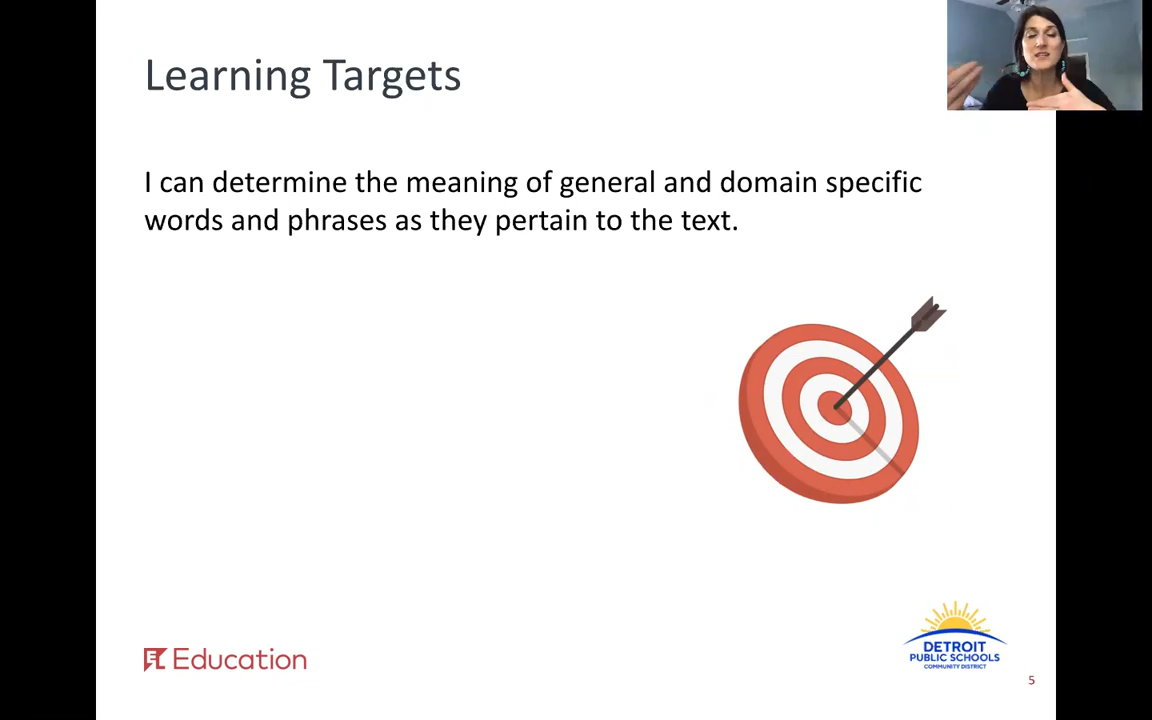 Learning Targets
I can determine the meaning of general and domain specific
words and phrases as they pertain to the text.
EL Education
DETROIT
PUBLIC SCHOOLS
COMMUNITY DISTRICT
5